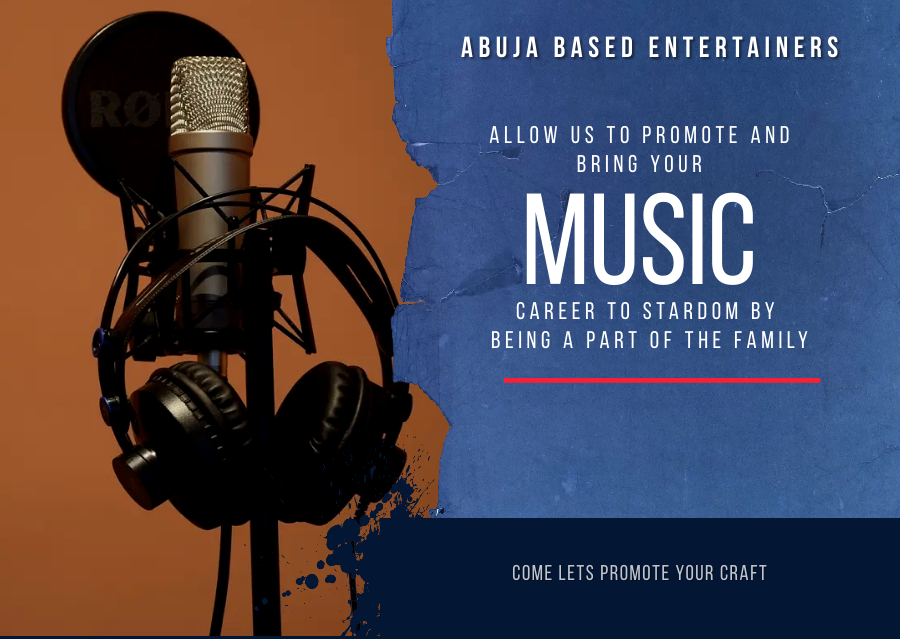 ABUJA BASED ENTERTAINERS
ALLOW US TO PROMOTE AND
BRING YOUR
MUSIC
CAREER TO STARDOM BY
BEING A PART OF THE FAMILY
COME LETS PROMOTE YOUR CRAFT